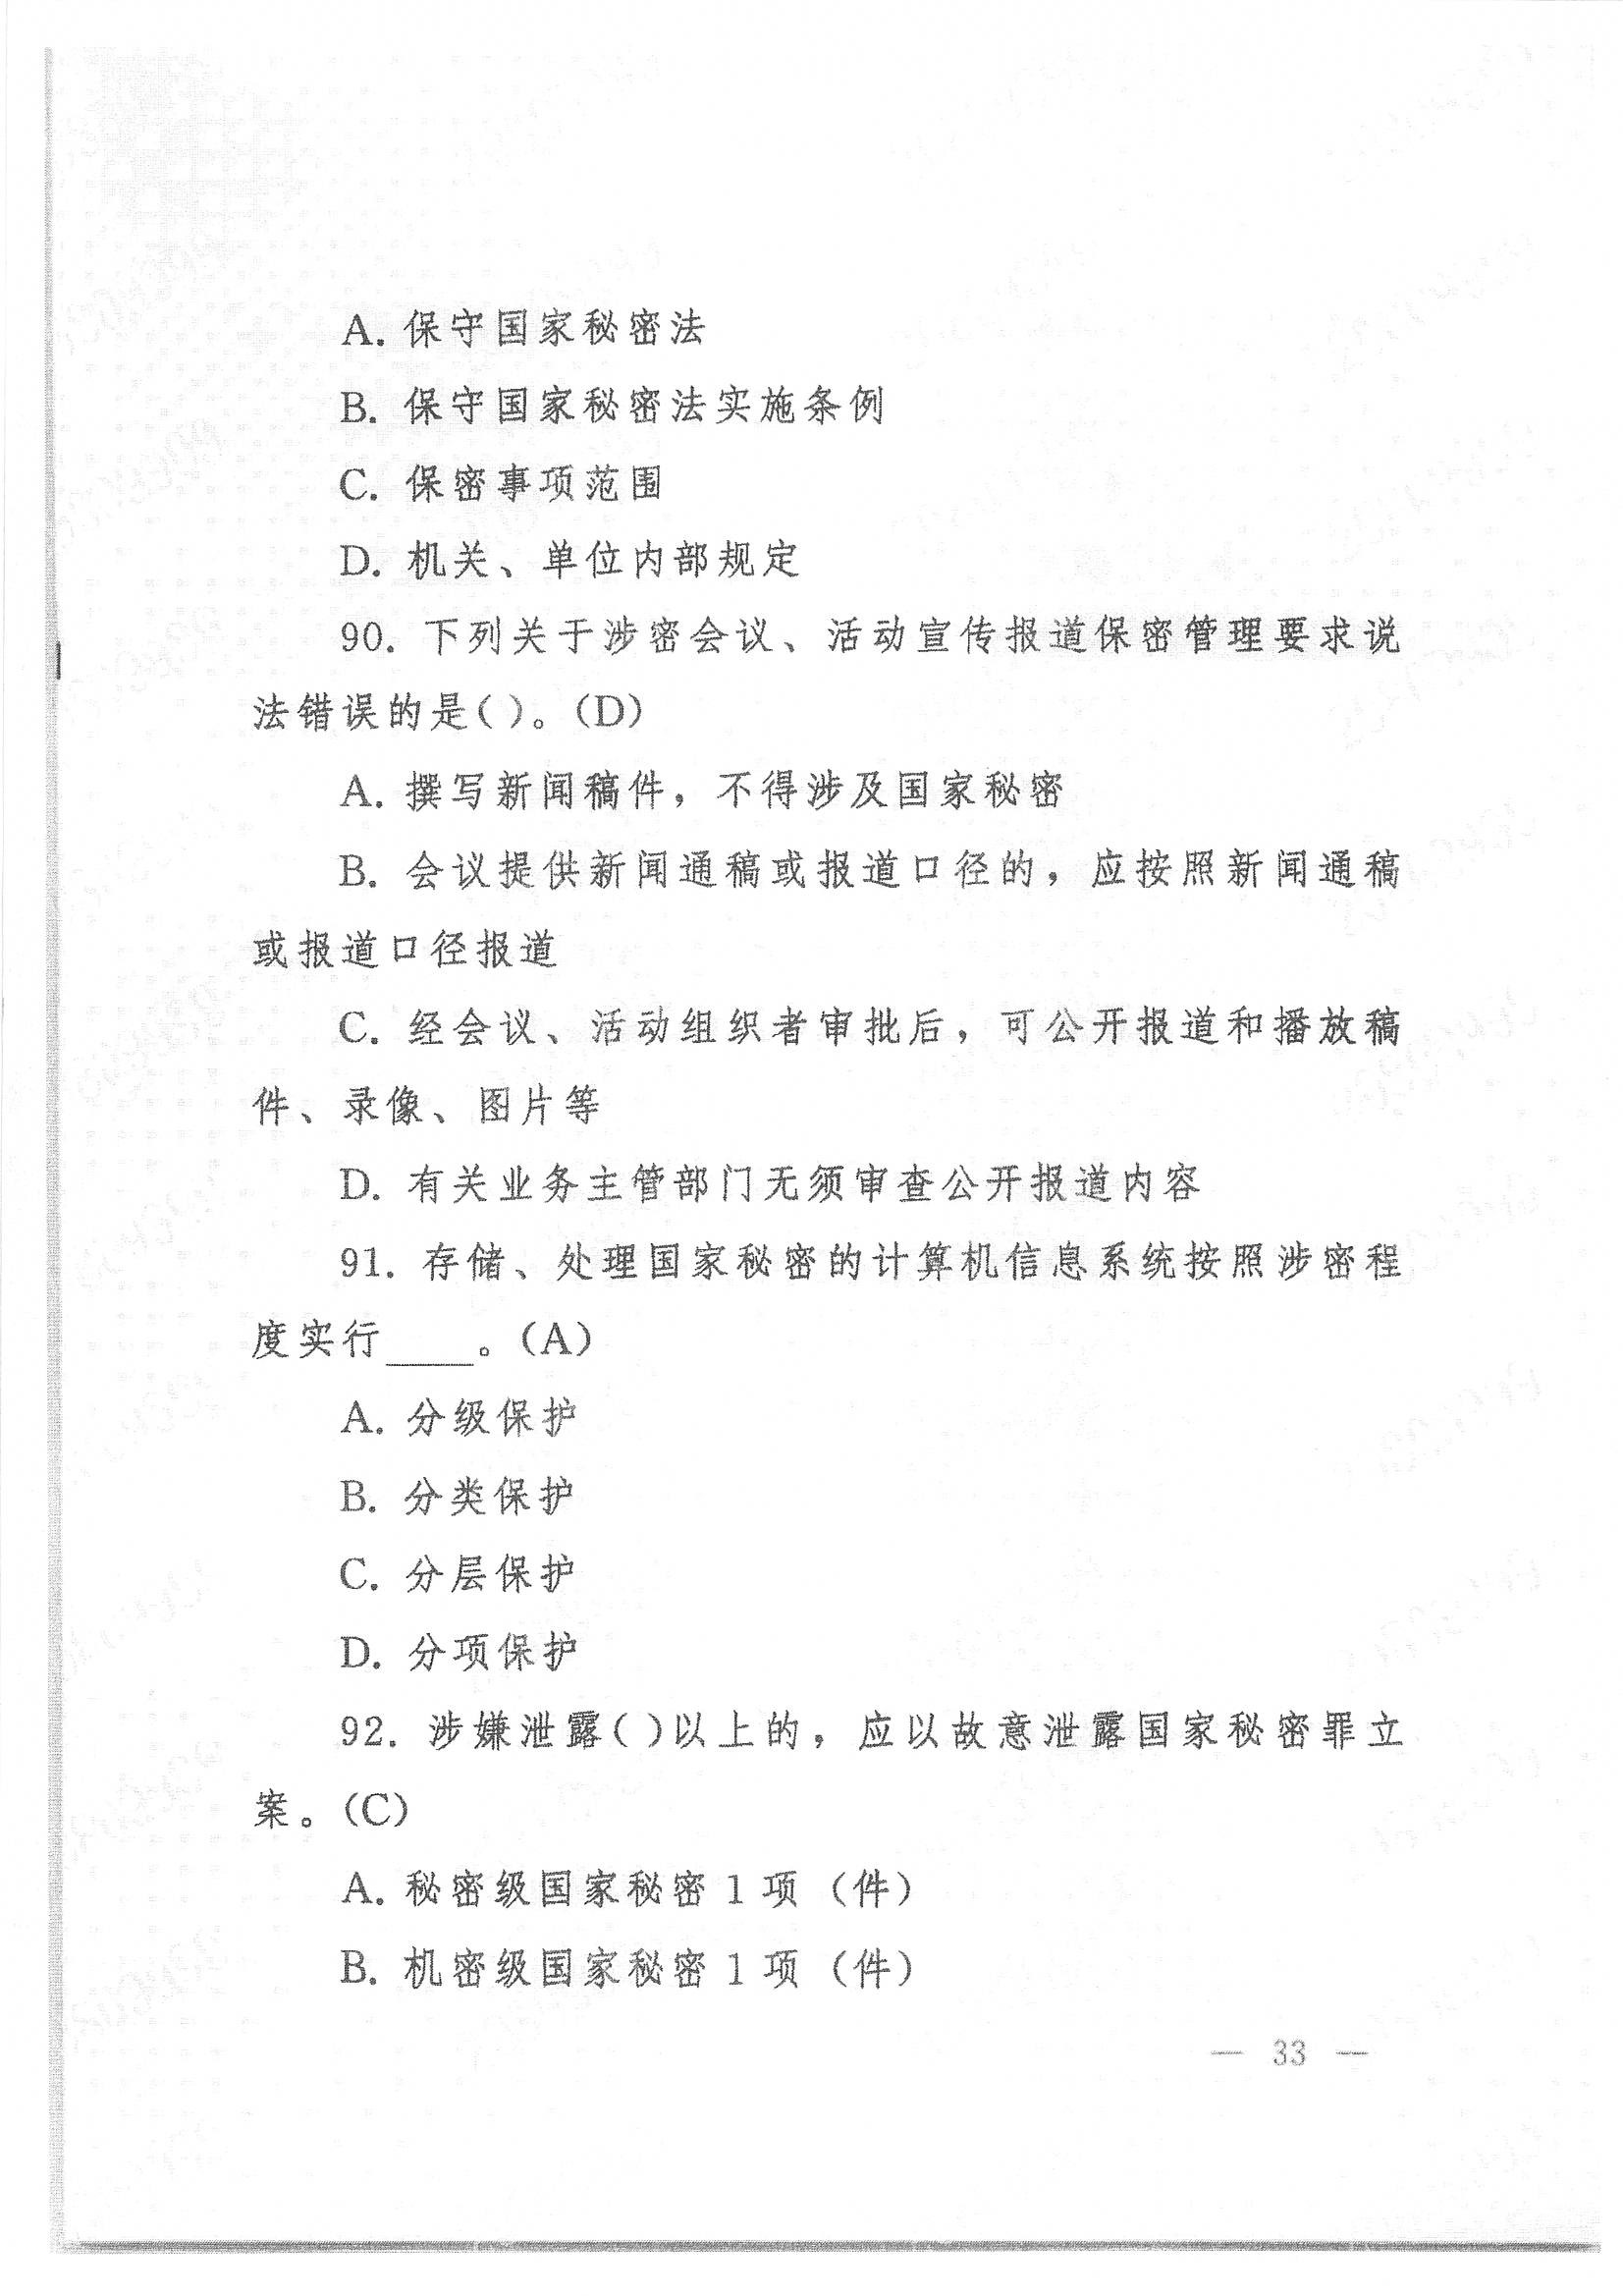 A. 保守国家秘密法
B. 保守国家秘密法实施条例
C. 保密事项范围
D. 机关、单位内部规定
90. 下列关于涉密会议、活动宣传报道保密管理要求说
法错误的是( )。(D)
A. 撰写新闻稿件，不得涉及国家秘密
B. 会议提供新闻通稿或报道口径的，应按照新闻通稿
或报道口径报道
C. 经会议、活动组织者审批后，可公开报道和播放稿
件、录像、图片等
D. 有关业务主管部门无须审查公开报道内容
91. 存储、处理国家秘密的计算机信息系统按照涉密程
度实行____。(A)
A. 分级保护
B. 分类保护
C. 分层保护
D. 分项保护
92. 涉嫌泄露( )以上的，应以故意泄露国家秘密罪立
案。(C)
A. 秘密级国家秘密 1 项（件）
B. 机密级国家秘密 1 项（件）
— 33 —